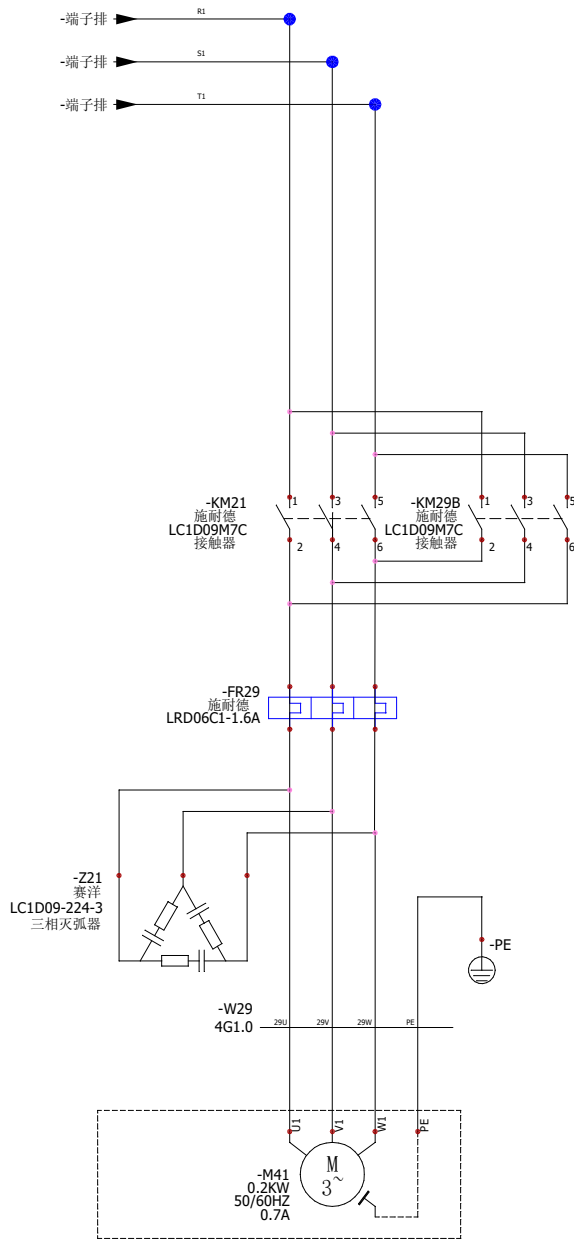 -端子排 R1
-端子排 S1
-端子排 T1
-KM21
施耐德
LC1D09M7C
接触器
1 3 5
2 4 6
-KM29B
施耐德
LC1D09M7C
接触器
1 3 5
2 4 6
-FR29
施耐德
LRD06C1-1.6A
-Z21
赛洋
LC1D09-224-3
三相灭弧器
-PE
-W29
4G1.0
29U 29V 29W PE
U1 V1 W1 PE
M
3~
-M41
0.2KW
50/60HZ
0.7A